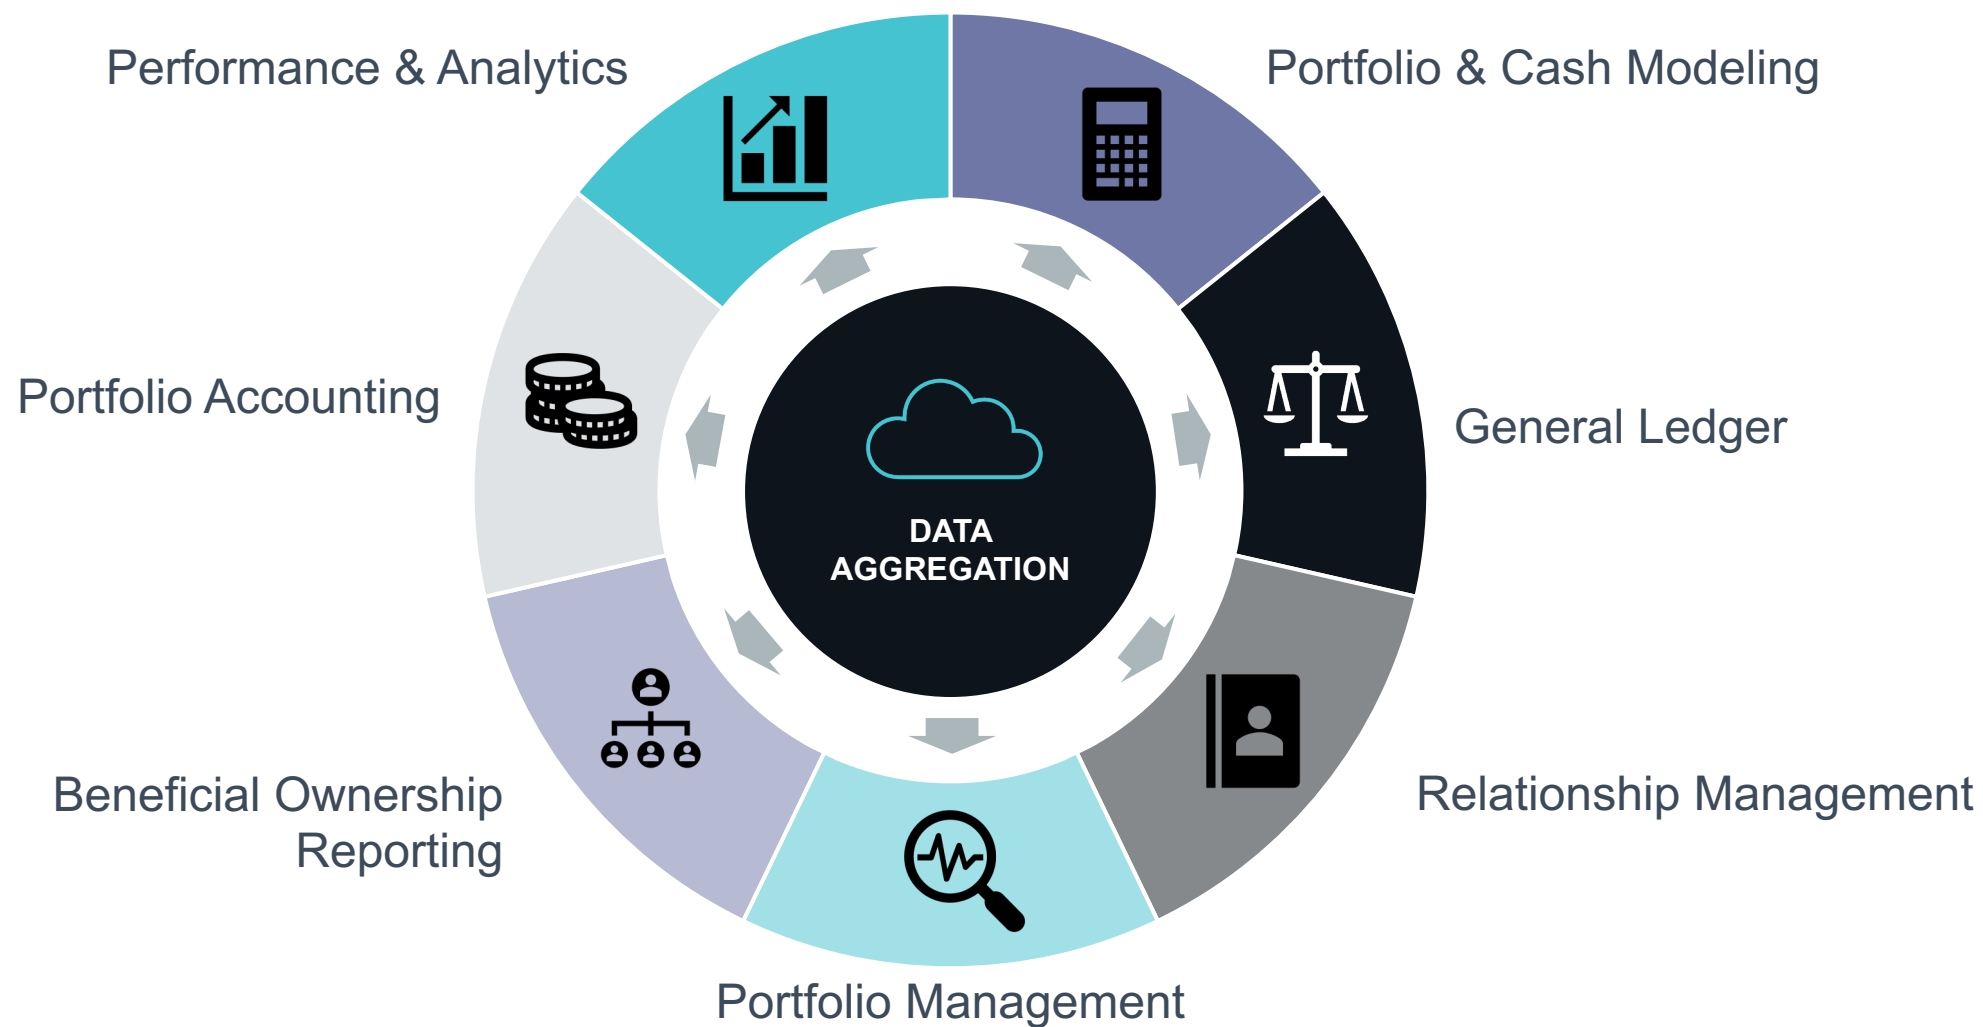 Performance & Analytics
Portfolio & Cash Modeling
Portfolio Accounting
General Ledger
DATA
AGGREGATION
Beneficial Ownership
Reporting
Relationship Management
Portfolio Management